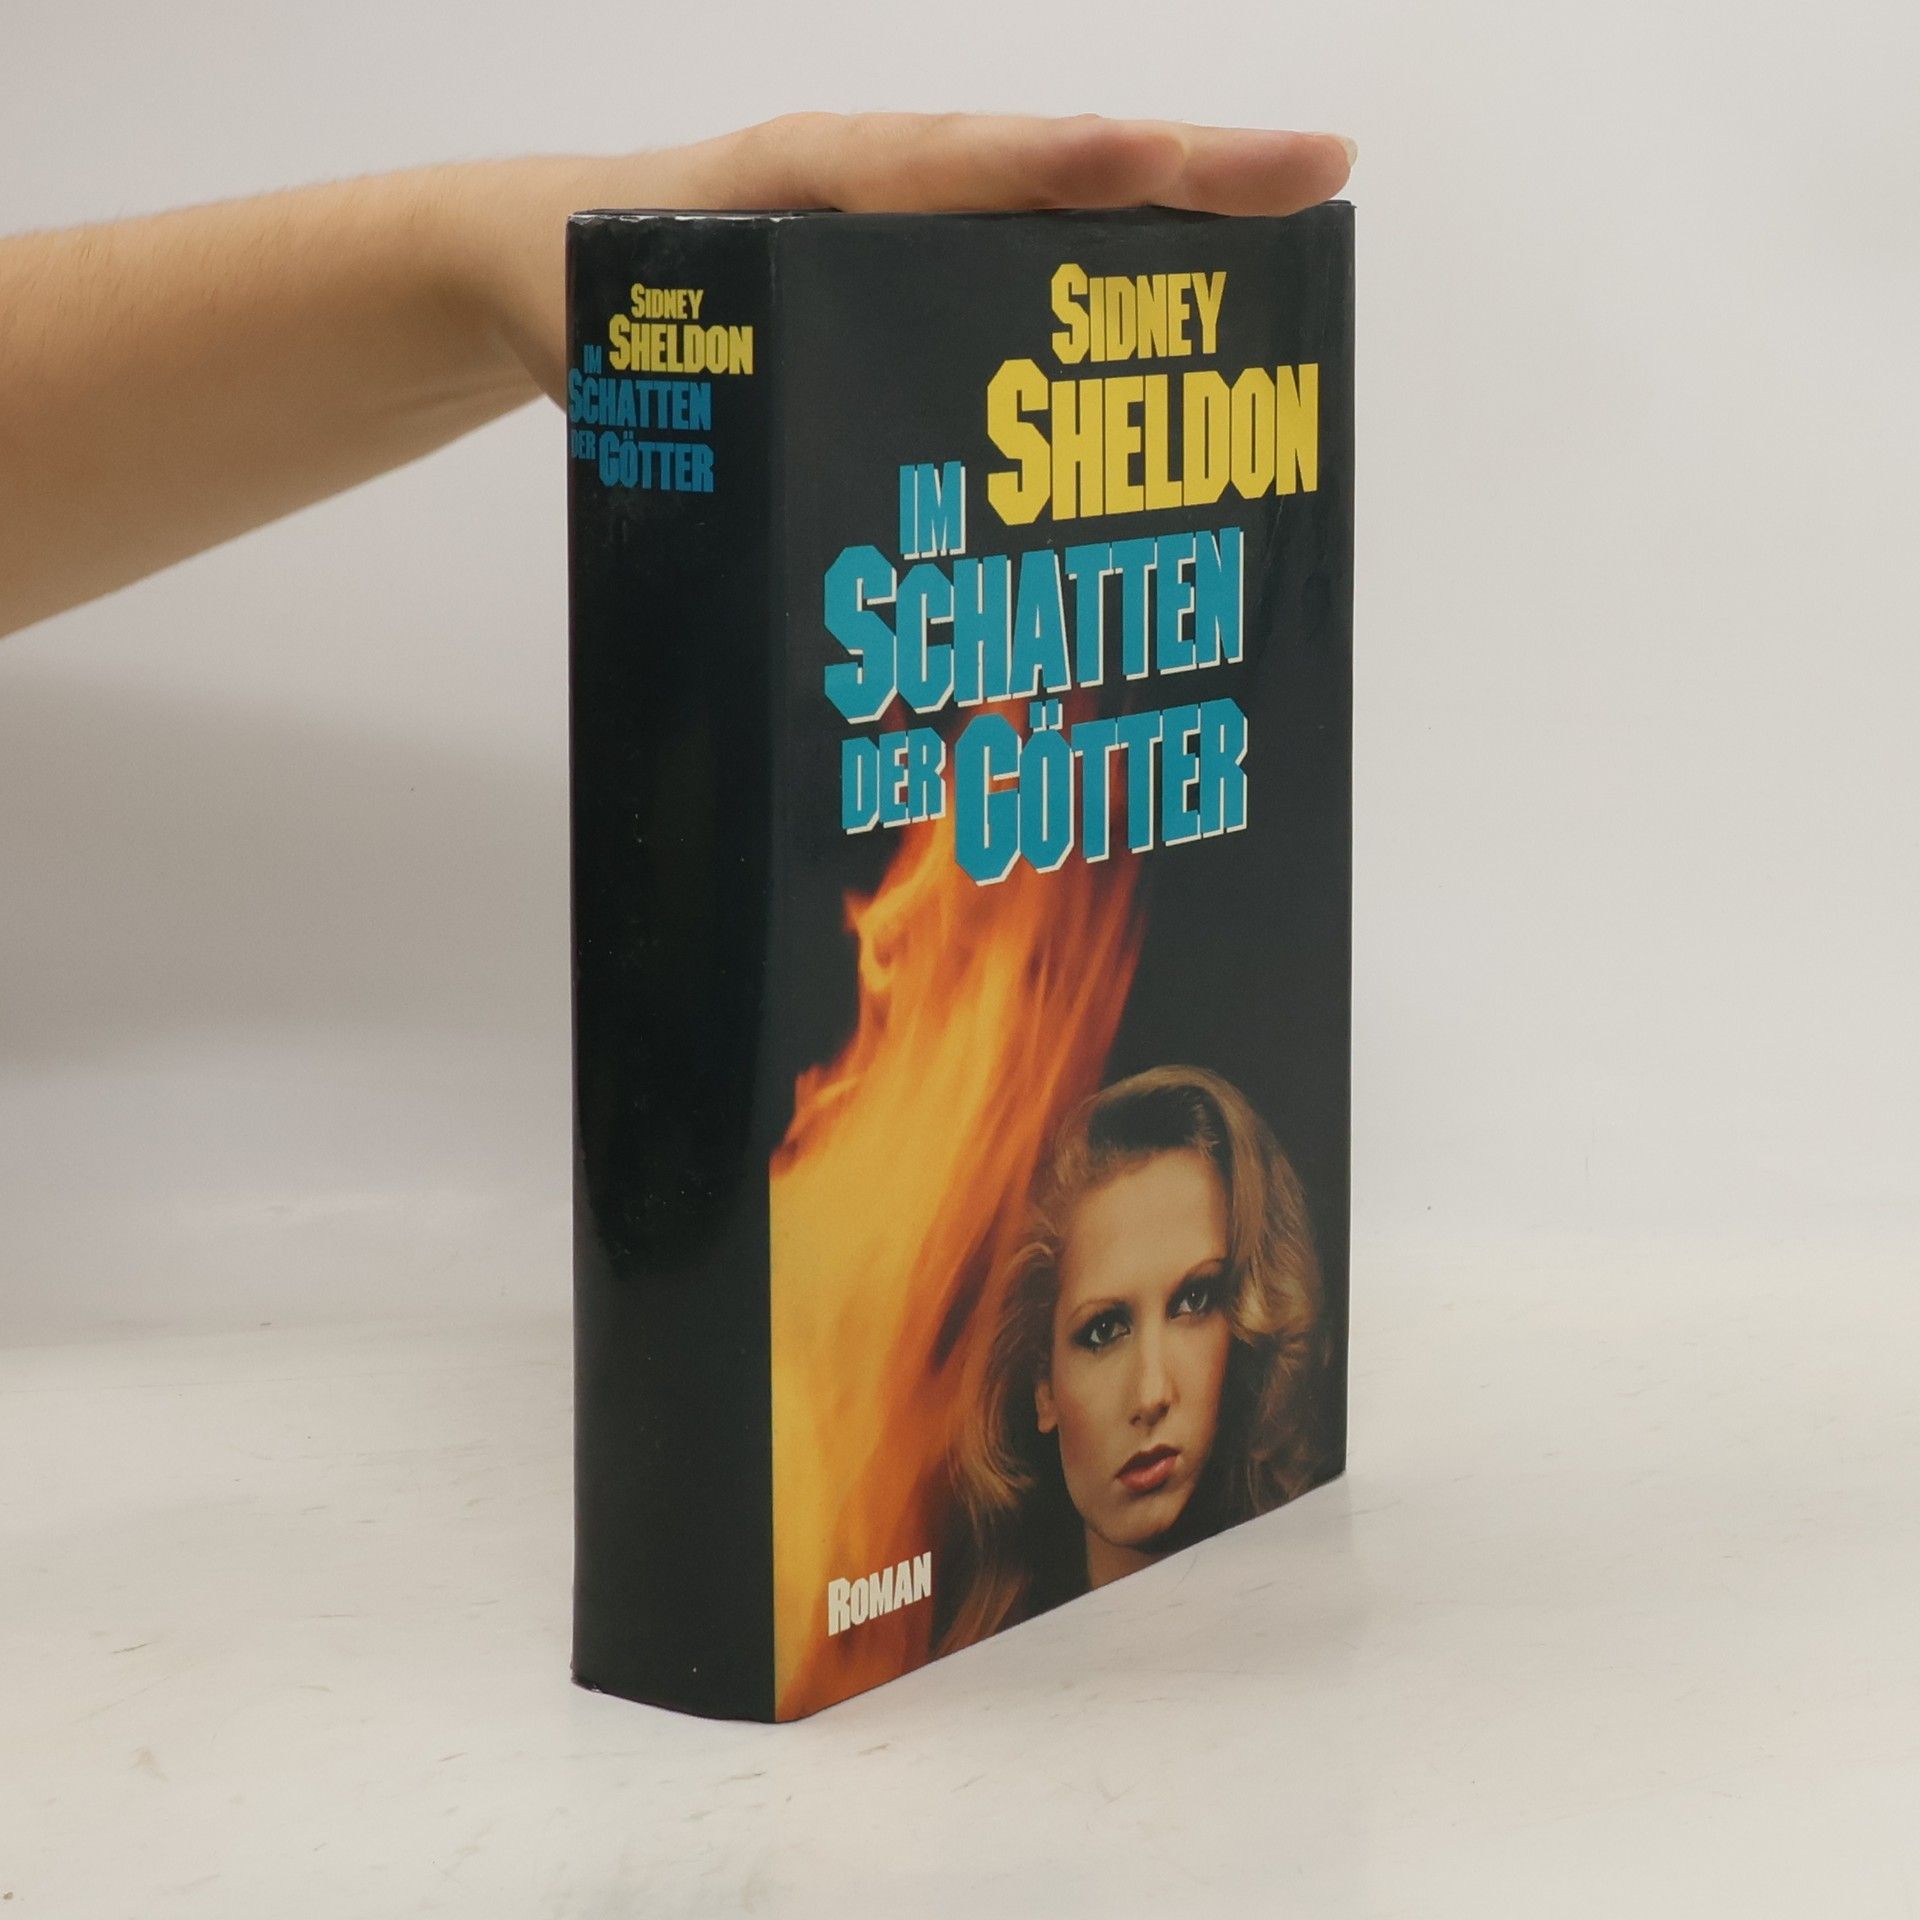 SIDNEY
SHELDON
IM
SCHATTEN
DER GÖTTER
SIDNEY
SHELDON
IM
SCHATTEN
DER GÖTTER
ROMAN